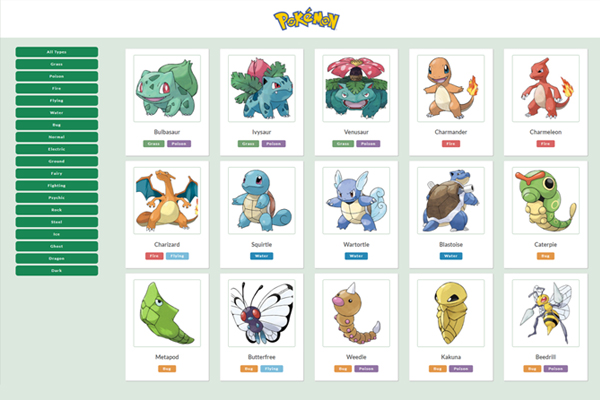 POKéMON
All Types
Grass
Poison
Fire
Flying
Water
Bug
Normal
Electric
Ground
Fairy
Fighting
Psychic
Rock
Steel
Ice
Ghost
Dragon
Dark
Bulbasaur
Grass Poison
Ivysaur
Grass Poison
Venusaur
Grass Poison
Charmander
Fire
Charmeleon
Fire
Charizard
Fire Flying
Squirtle
Water
Wartortle
Water
Blastoise
Water
Caterpie
Bug
Metapod
Bug
Butterfree
Bug Flying
Weedle
Bug Poison
Kakuna
Bug Poison
Beedrill
Bug Poison